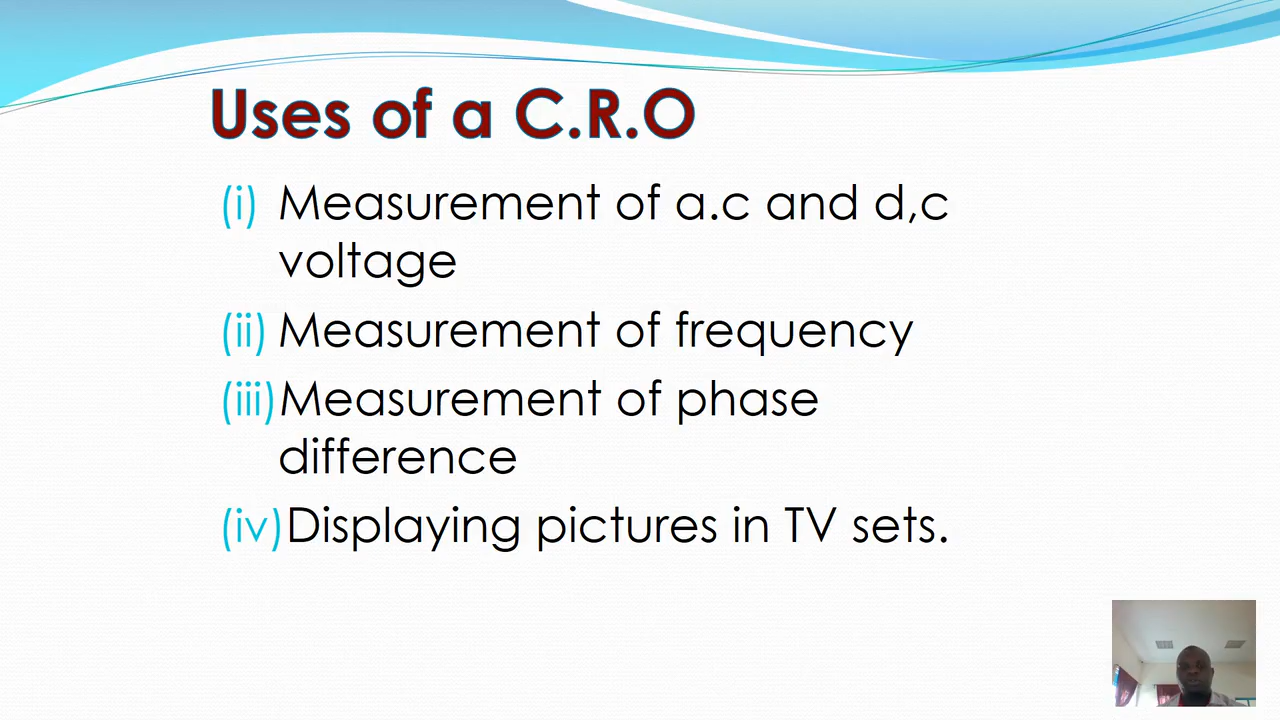 Uses of a C.R.O
(i) Measurement of a.c and d,c
voltage
(ii) Measurement of frequency
(iii) Measurement of phase
difference
(iv) Displaying pictures in TV sets.